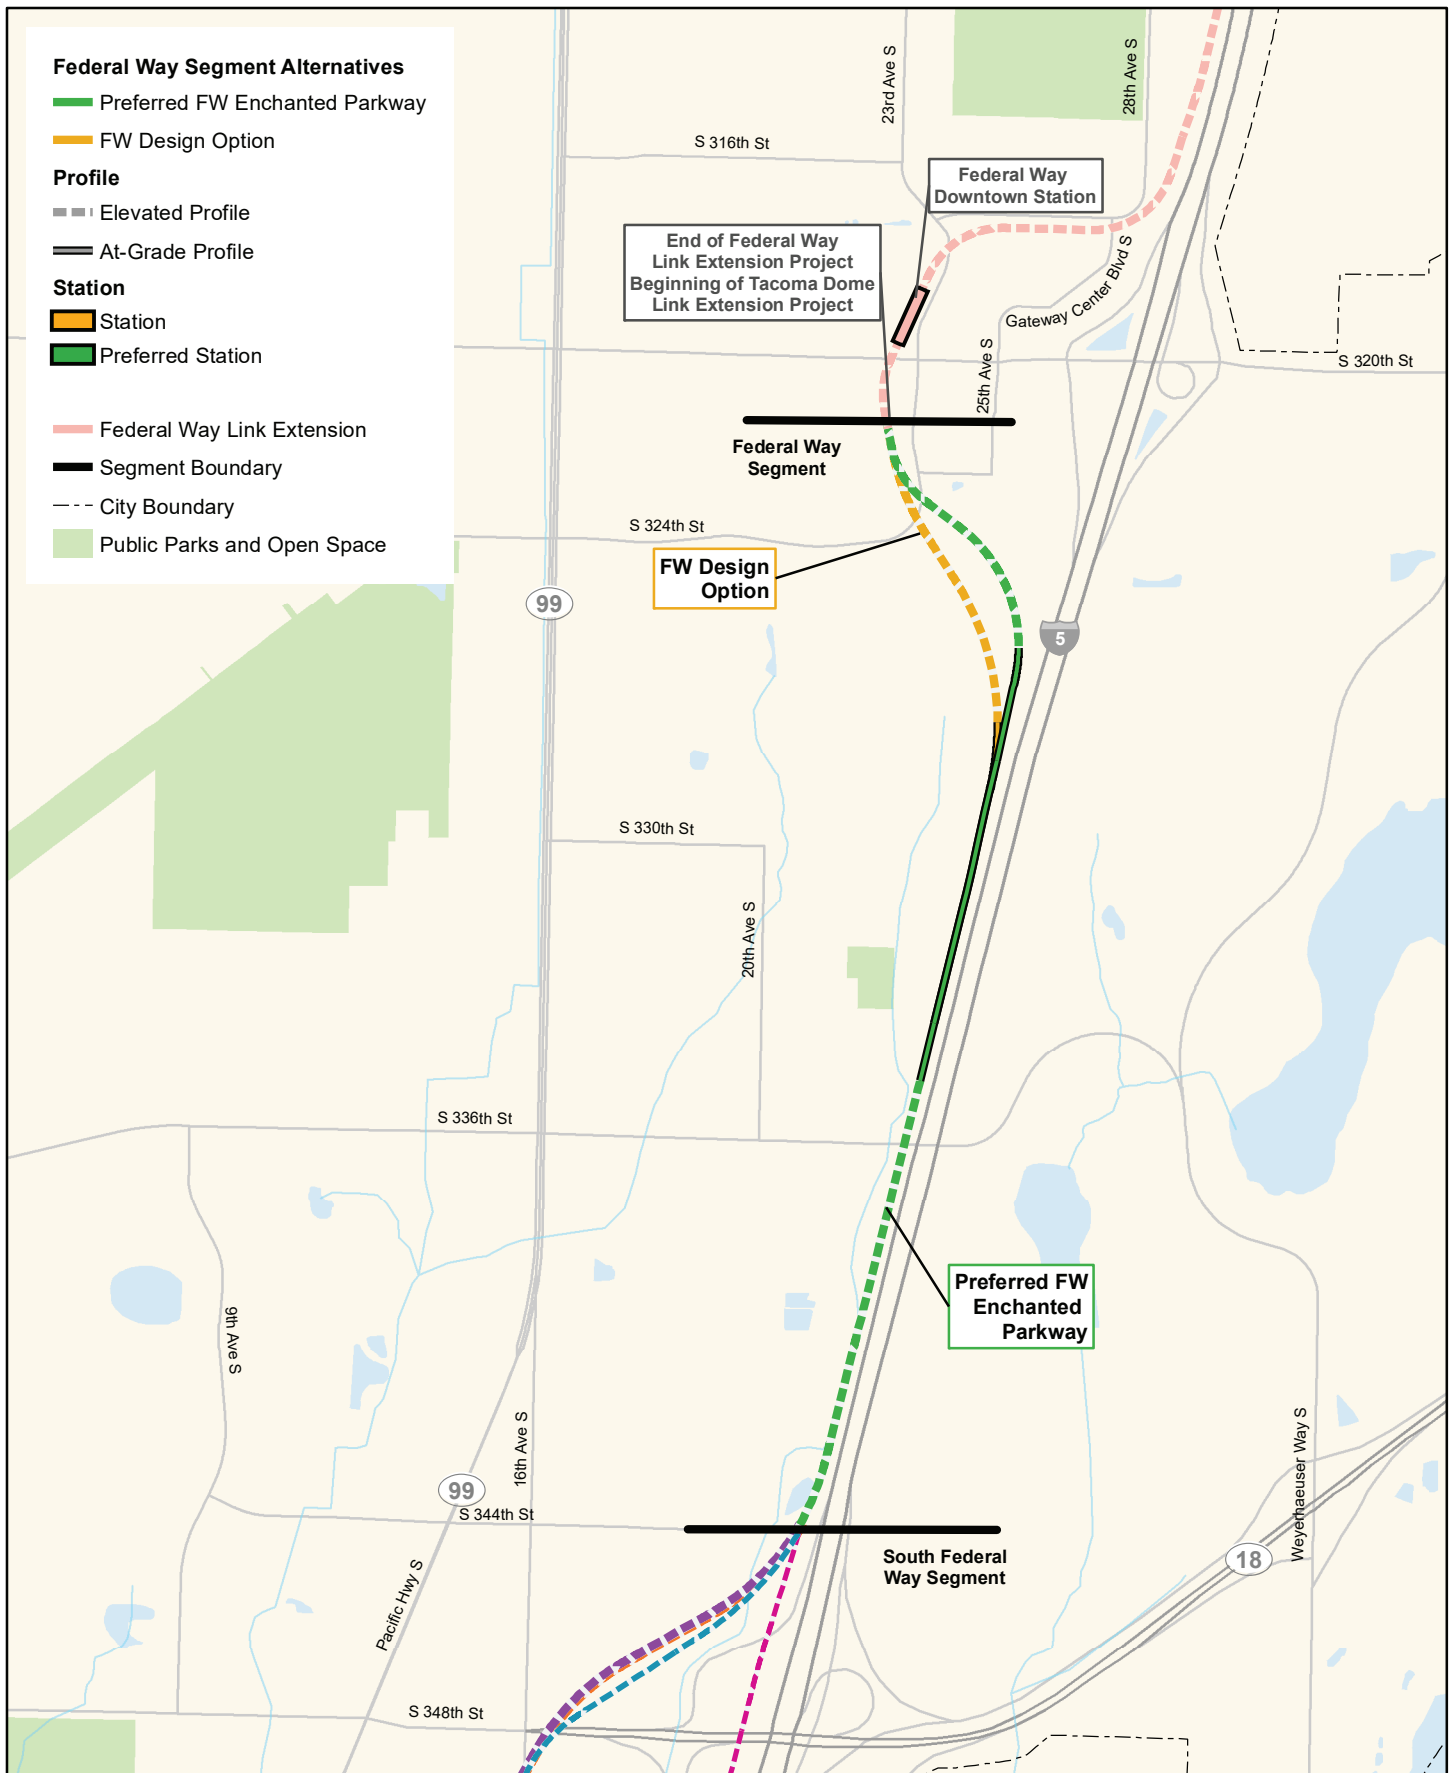 Federal Way Segment Alternatives
Preferred FW Enchanted Parkway
FW Design Option
Profile
Elevated Profile
At-Grade Profile
Station
Station
Preferred Station
Federal Way Link Extension
Segment Boundary
City Boundary
Public Parks and Open Space
23rd Ave S
28th Ave S
S 316th St
Federal Way
Downtown Station
End of Federal Way
Link Extension Project
Beginning of Tacoma Dome
Link Extension Project
Gateway Center Blvd S
25th Ave S
S 320th St
Federal Way
Segment
S 324th St
FW Design
Option
99
5
S 330th St
20th Ave S
S 336th St
Preferred FW
Enchanted
Parkway
9th Ave S
16th Ave S
Weyerhaeuser Way S
99
S 344th St
South Federal
Way Segment
18
Pacific Hwy S
S 348th St